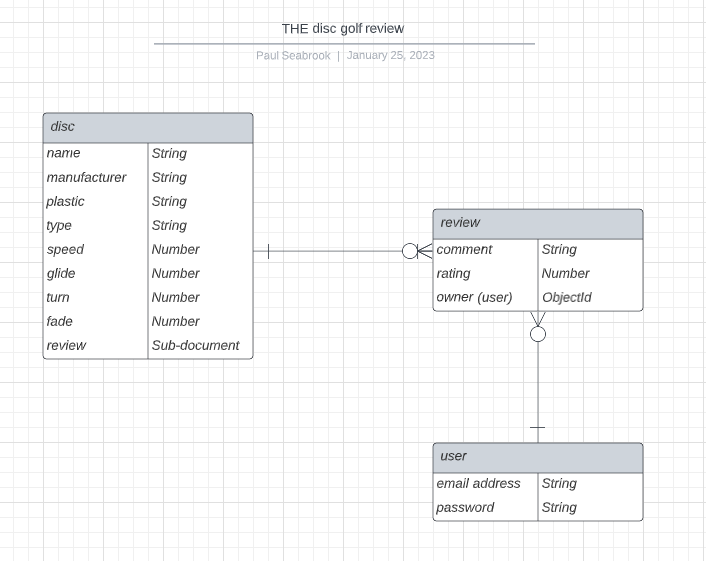 THE disc golf review
Paul Seabrook | January 25, 2023
disc
name String
manufacturer String
plastic String
type String
speed Number
glide Number
turn Number
fade Number
review Sub-document
review
comment String
rating Number
owner (user) ObjectId
user
email address String
password String